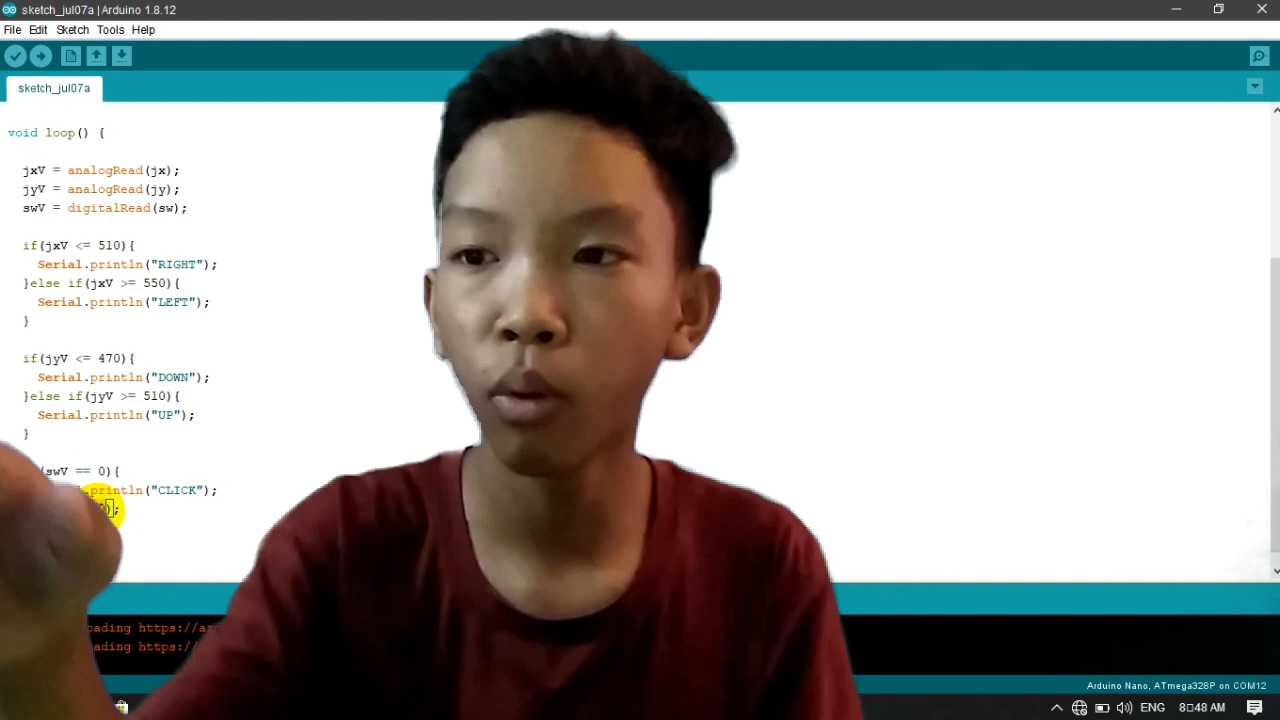 sketch_jul07a | Arduino 1.8.12
File Edit Sketch Tools Help
sketch_jul07a
void loop() {
jxV = analogRead(jx);
jyV = analogRead(jy);
swV = digitalRead(sw);
if(jxV <= 510){
Serial.println("RIGHT");
}else if(jxV >= 550){
Serial.println("LEFT");
}
if(jyV <= 470){
Serial.println("DOWN");
}else if(jyV >= 510){
Serial.println("UP");
}
(swV == 0){
.println("CLICK");
);
https://
https://
Arduino Nano, ATmega328P on COM12
ENG 8:48 AM